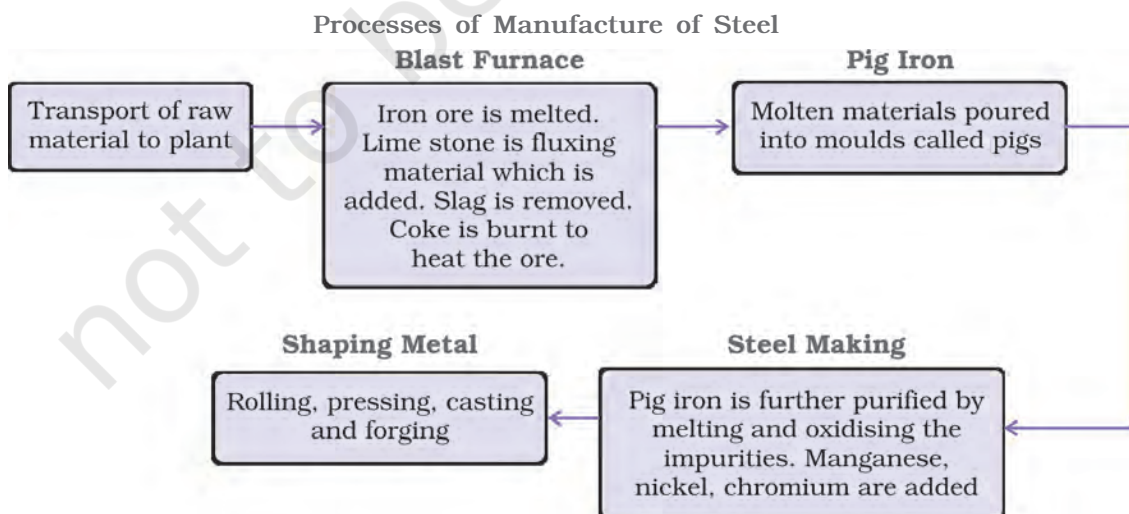 Processes of Manufacture of Steel
Blast Furnace
Pig Iron
Transport of raw
material to plant
Iron ore is melted.
Lime stone is fluxing
material which is
added. Slag is removed.
Coke is burnt to
heat the ore.
Molten materials poured
into moulds called pigs
Shaping Metal
Steel Making
Rolling, pressing, casting
and forging
Pig iron is further purified by
melting and oxidising the
impurities. Manganese,
nickel, chromium are added
not to b